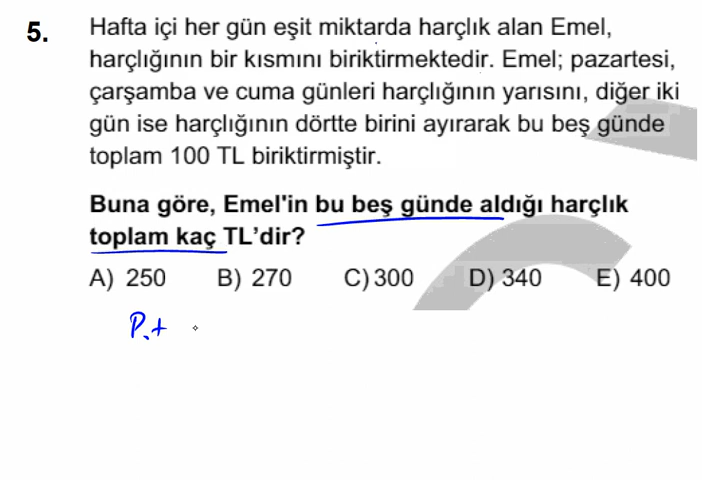 5.
Hafta içi her gün eşit miktarda harçlık alan Emel,
harçlığının bir kısmını biriktirmektedir. Emel; pazartesi,
çarşamba ve cuma günleri harçlığının yarısını, diğer iki
gün ise harçlığının dörtte birini ayırarak bu beş günde
toplam 100 TL biriktirmiştir.
Buna göre, Emel'in bu beş günde aldığı harçlık
toplam kaç TL'dir?
A) 250 B) 270 C) 300 D) 340 E) 400
P.t